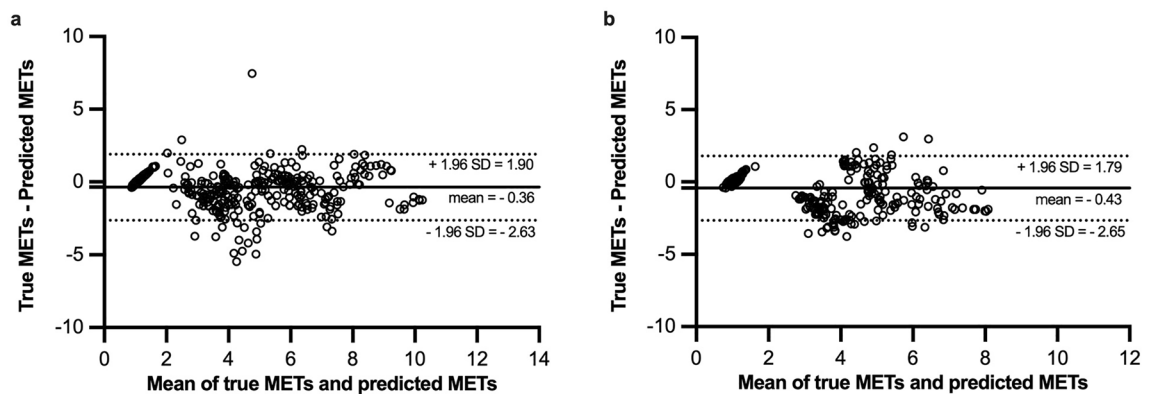 a
True METs - Predicted METs
10
5
0
-5
-10
+ 1.96 SD = 1.90
mean = - 0.36
- 1.96 SD = - 2.63
0 2 4 6 8 10 12 14
Mean of true METs and predicted METs
b
True METs - Predicted METs
10
5
0
-5
-10
+ 1.96 SD = 1.79
mean = - 0.43
- 1.96 SD = - 2.65
0 2 4 6 8 10 12
Mean of true METs and predicted METs